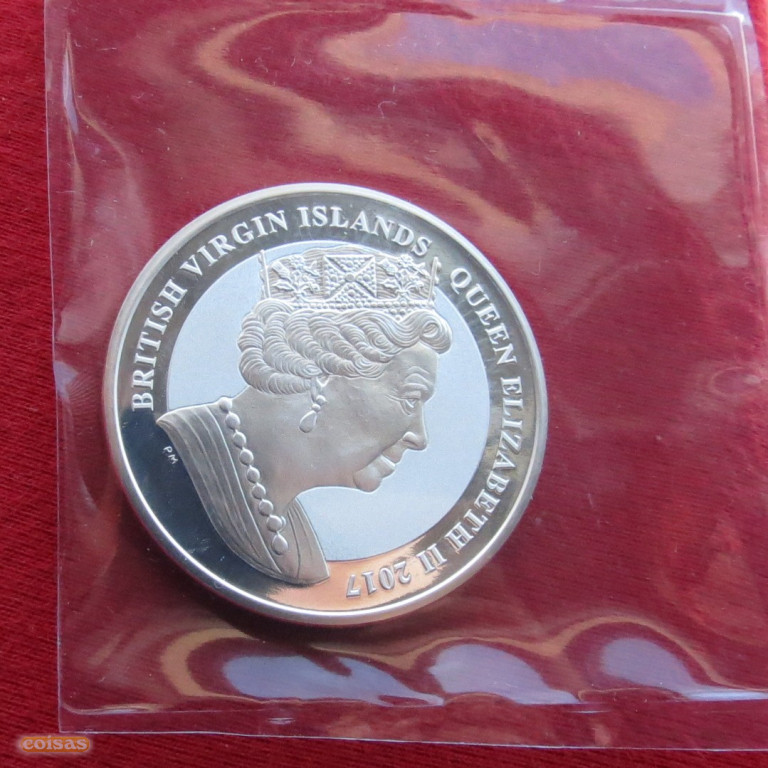 BRITISH VIRGIN ISLANDS
QUEEN ELIZABETH II 2017
PM
coisas